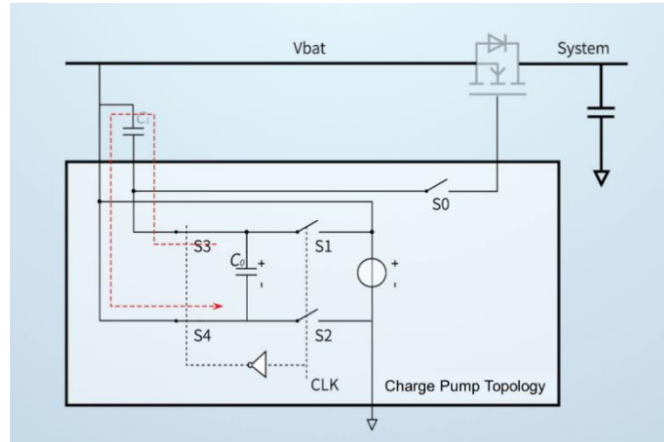 Vbat
System
C₁
S0
S3
S1
C₀
+
-
+
-
S4
S2
CLK
Charge Pump Topology